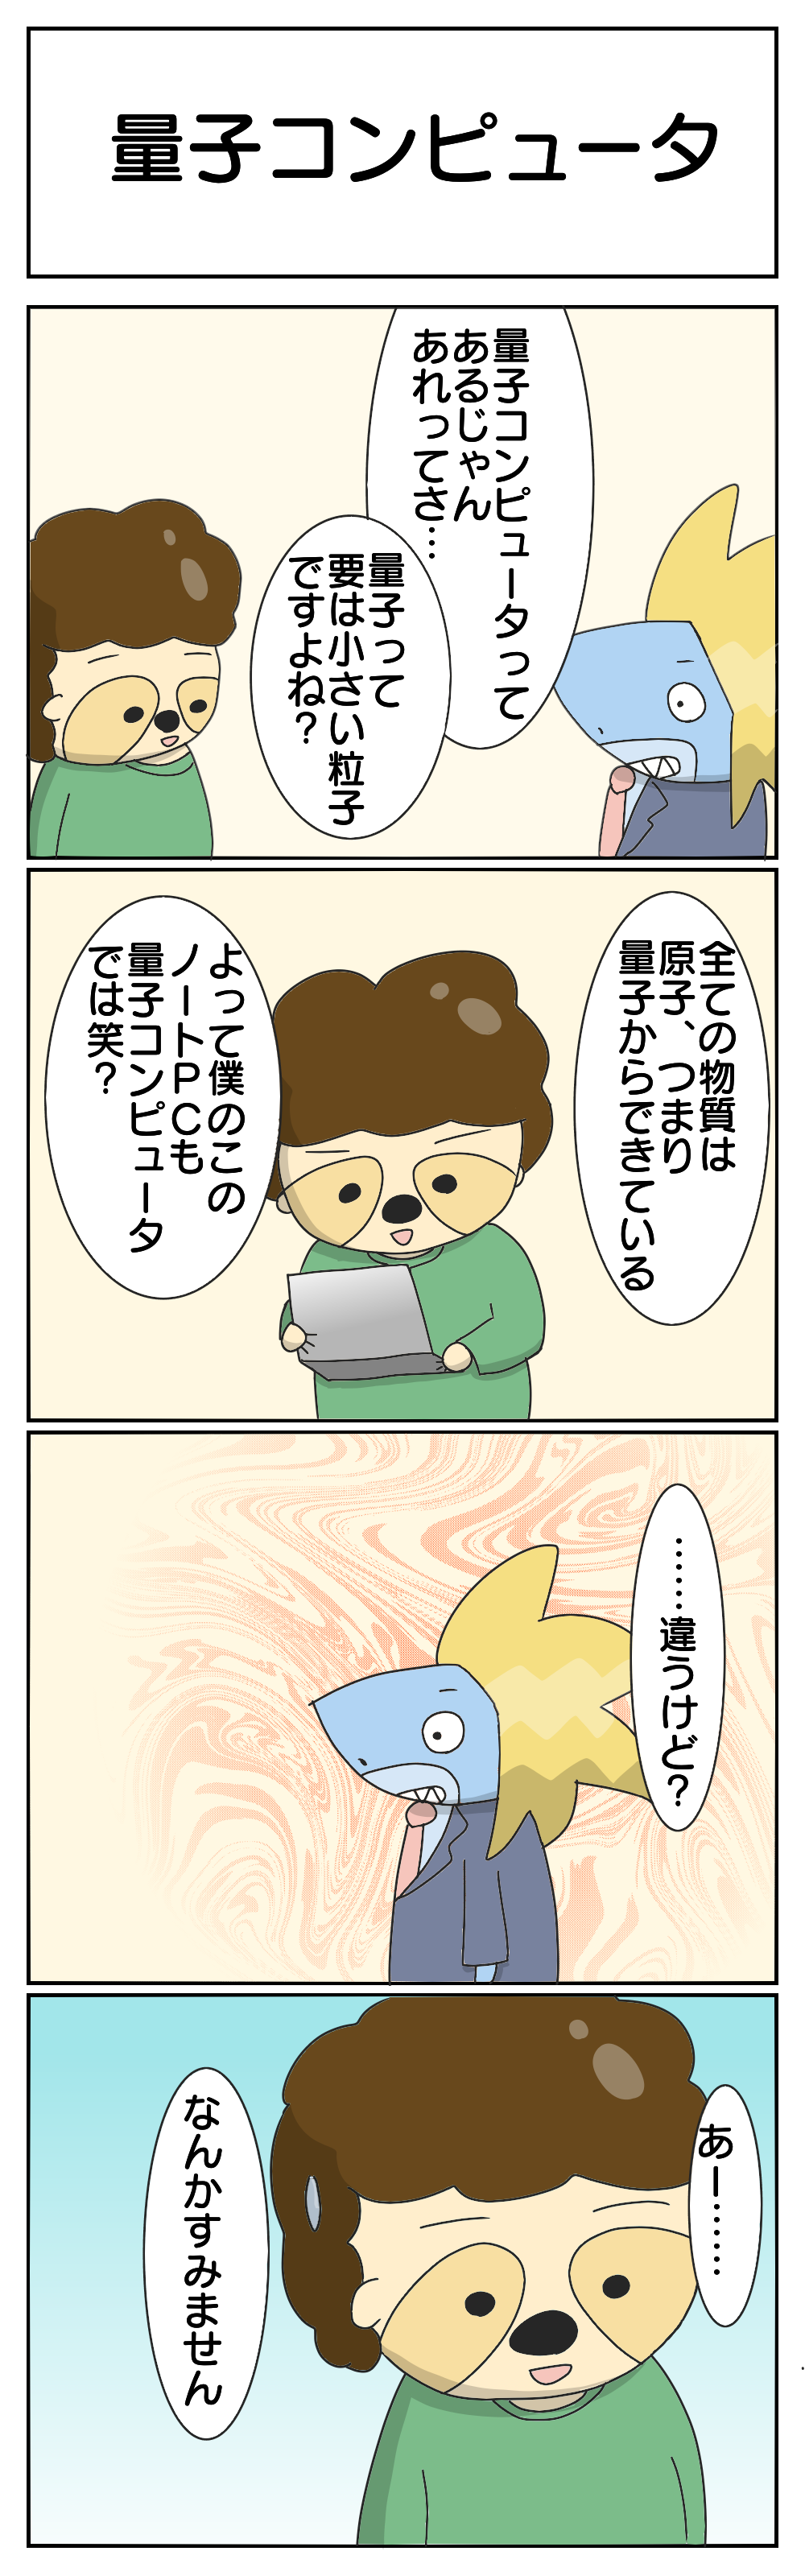 量子コンピュータ
量子コンピュータって
あるじゃん
あれってさ…
量子って
要は小さい粒子
ですよね？
全ての物質は
原子、つまり
量子からできている
よって僕のこの
ノートPCも
量子コンピュータ
では笑？
……違うけど？
あー……
なんかすみません